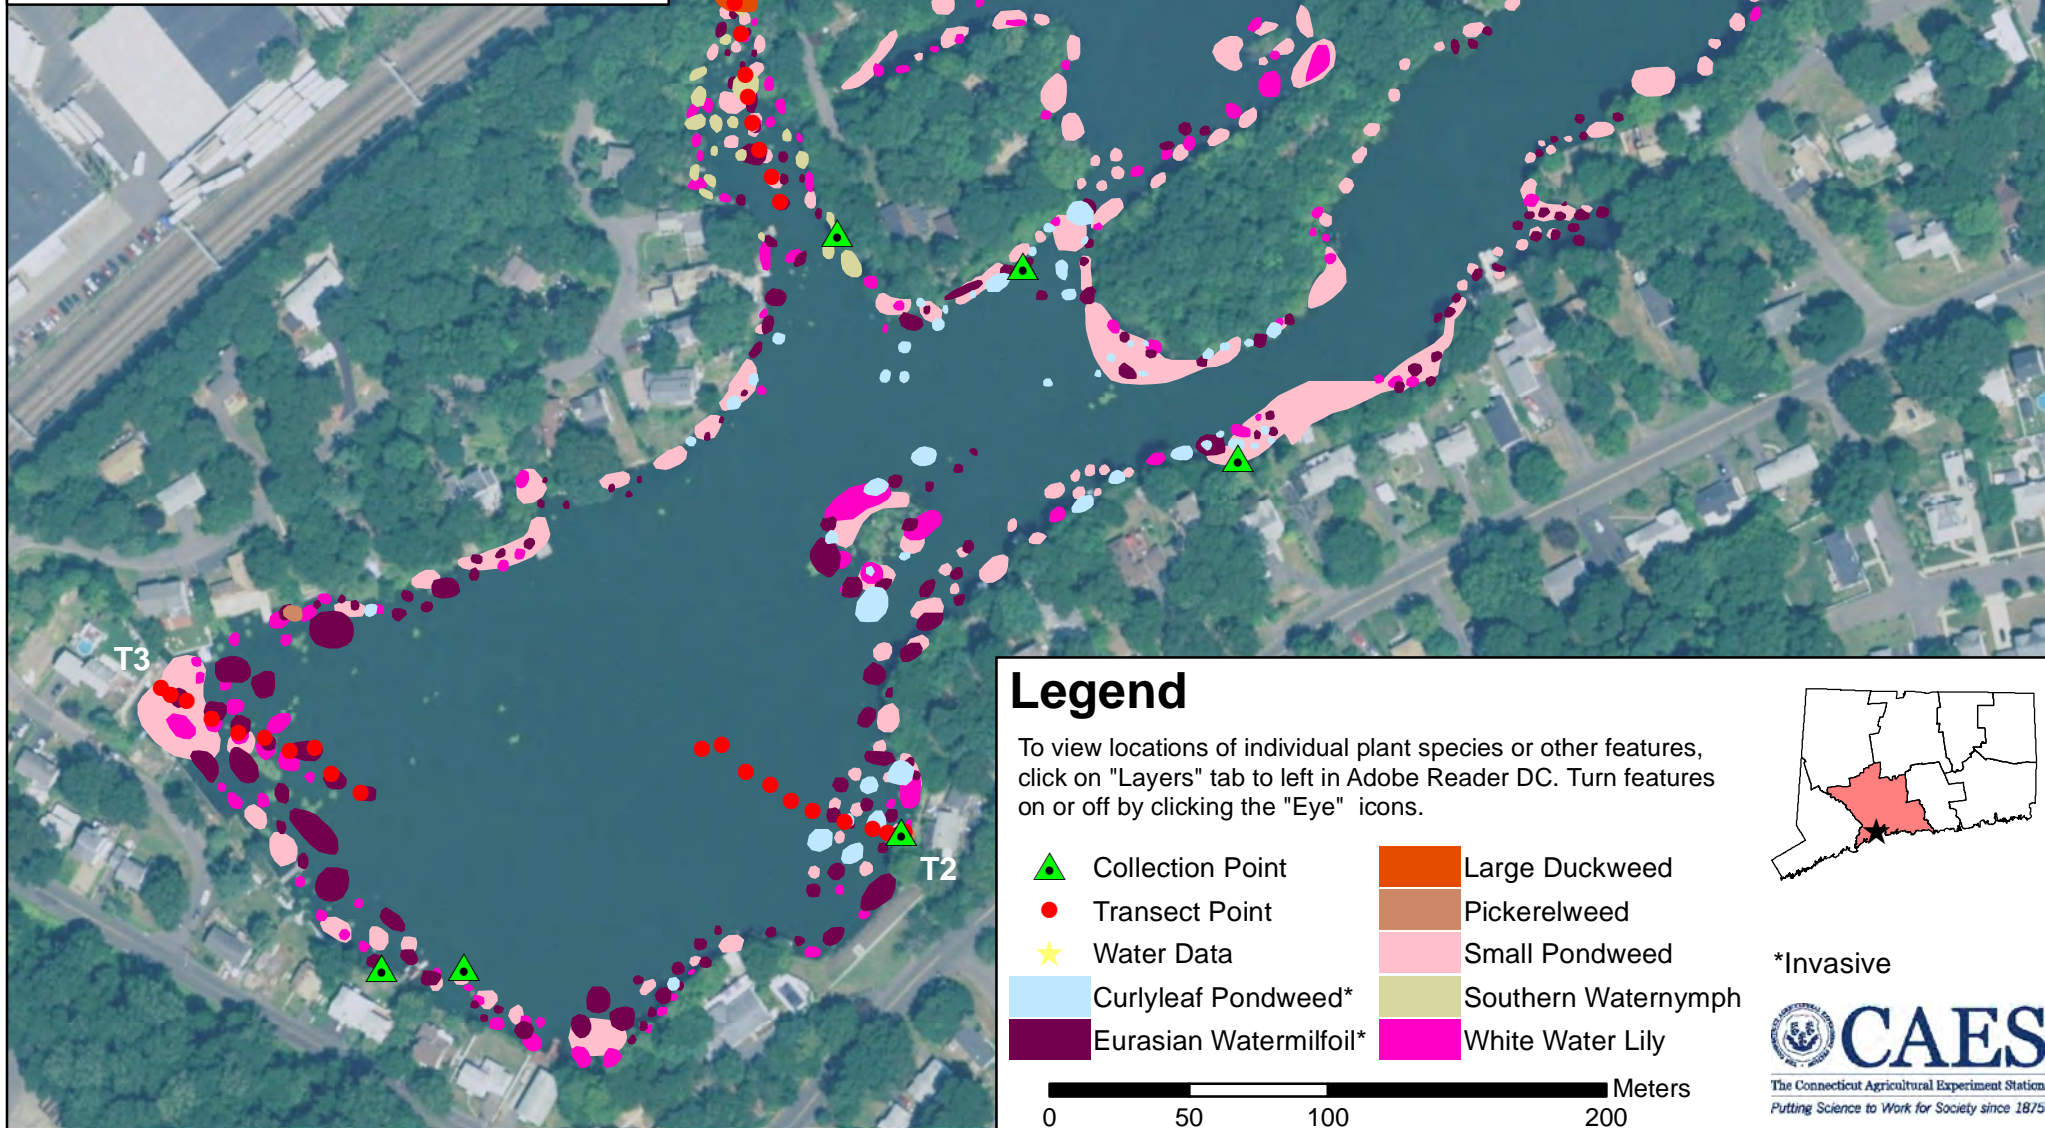 T3
T2
Legend
To view locations of individual plant species or other features,
click on "Layers" tab to left in Adobe Reader DC. Turn features
on or off by clicking the "Eye" icons.
Collection Point
Transect Point
Water Data
Curlyleaf Pondweed*
Eurasian Watermilfoil*
Large Duckweed
Pickerelweed
Small Pondweed
Southern Waternymph
White Water Lily
Meters
0 50 100 200
*Invasive
CAES
The Connecticut Agricultural Experiment Station
Putting Science to Work for Society since 1875